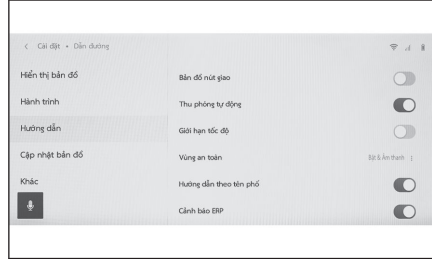 < Cài đặt • Dẫn đường
Hiển thị bản đồ
Hành trình
Hướng dẫn
Cập nhật bản đồ
Khác
Bản đồ nút giao
Thu phóng tự động
Giới hạn tốc độ
Vùng an toàn
Bật & Âm thanh
Hướng dẫn theo tên phố
Cảnh báo ERP